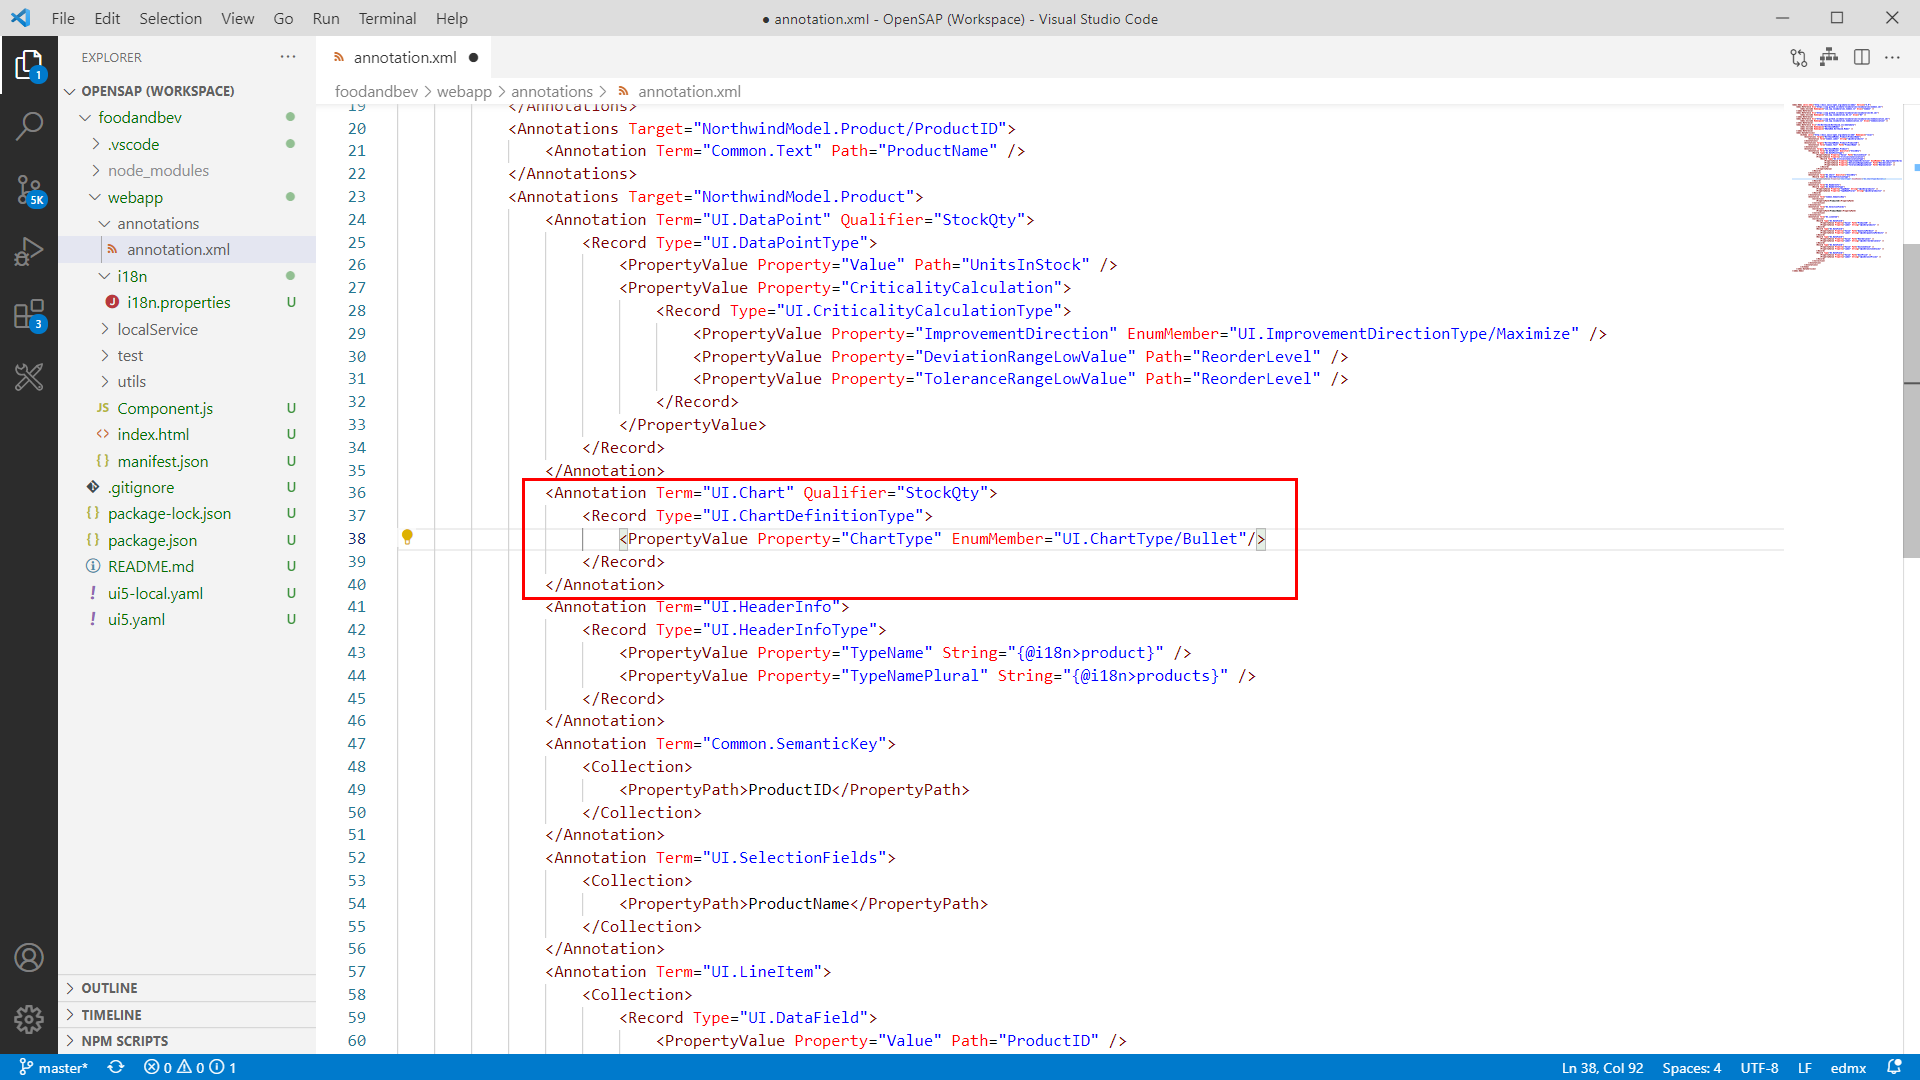 File Edit Selection View Go Run Terminal Help
● annotation.xml - OpenSAP (Workspace) - Visual Studio Code
EXPLORER ···
annotation.xml ●
OPENSAP (WORKSPACE)
foodandbev
.vscode
node_modules
webapp
annotations
annotation.xml
i18n
i18n.properties U
localService
test
utils
JS Component.js U
<> index.html U
{} manifest.json U
.gitignore U
{} package-lock.json U
{} package.json U
README.md U
! ui5-local.yaml U
! ui5.yaml U
OUTLINE
TIMELINE
NPM SCRIPTS
1
5K
3
foodandbev > webapp > annotations > annotation.xml
19 </Annotations>
20 <Annotations Target="NorthwindModel.Product/ProductID">
21 <Annotation Term="Common.Text" Path="ProductName" />
22 </Annotations>
23 <Annotations Target="NorthwindModel.Product">
24 <Annotation Term="UI.DataPoint" Qualifier="StockQty">
25 <Record Type="UI.DataPointType">
26 <PropertyValue Property="Value" Path="UnitsInStock" />
27 <PropertyValue Property="CriticalityCalculation">
28 <Record Type="UI.CriticalityCalculationType">
29 <PropertyValue Property="ImprovementDirection" EnumMember="UI.ImprovementDirectionType/Maximize" />
30 <PropertyValue Property="DeviationRangeLowValue" Path="ReorderLevel" />
31 <PropertyValue Property="ToleranceRangeLowValue" Path="ReorderLevel" />
32 </Record>
33 </PropertyValue>
34 </Record>
35 </Annotation>
36 <Annotation Term="UI.Chart" Qualifier="StockQty">
37 <Record Type="UI.ChartDefinitionType">
38 <PropertyValue Property="ChartType" EnumMember="UI.ChartType/Bullet"/>
39 </Record>
40 </Annotation>
41 <Annotation Term="UI.HeaderInfo">
42 <Record Type="UI.HeaderInfoType">
43 <PropertyValue Property="TypeName" String="{@i18n>product}" />
44 <PropertyValue Property="TypeNamePlural" String="{@i18n>products}" />
45 </Record>
46 </Annotation>
47 <Annotation Term="Common.SemanticKey">
48 <Collection>
49 <PropertyPath>ProductID</PropertyPath>
50 </Collection>
51 </Annotation>
52 <Annotation Term="UI.SelectionFields">
53 <Collection>
54 <PropertyPath>ProductName</PropertyPath>
55 </Collection>
56 </Annotation>
57 <Annotation Term="UI.LineItem">
58 <Collection>
59 <Record Type="UI.DataField">
60 <PropertyValue Property="Value" Path="ProductID" />
master* 0 0 1
Ln 38, Col 92 Spaces: 4 UTF-8 LF edmx